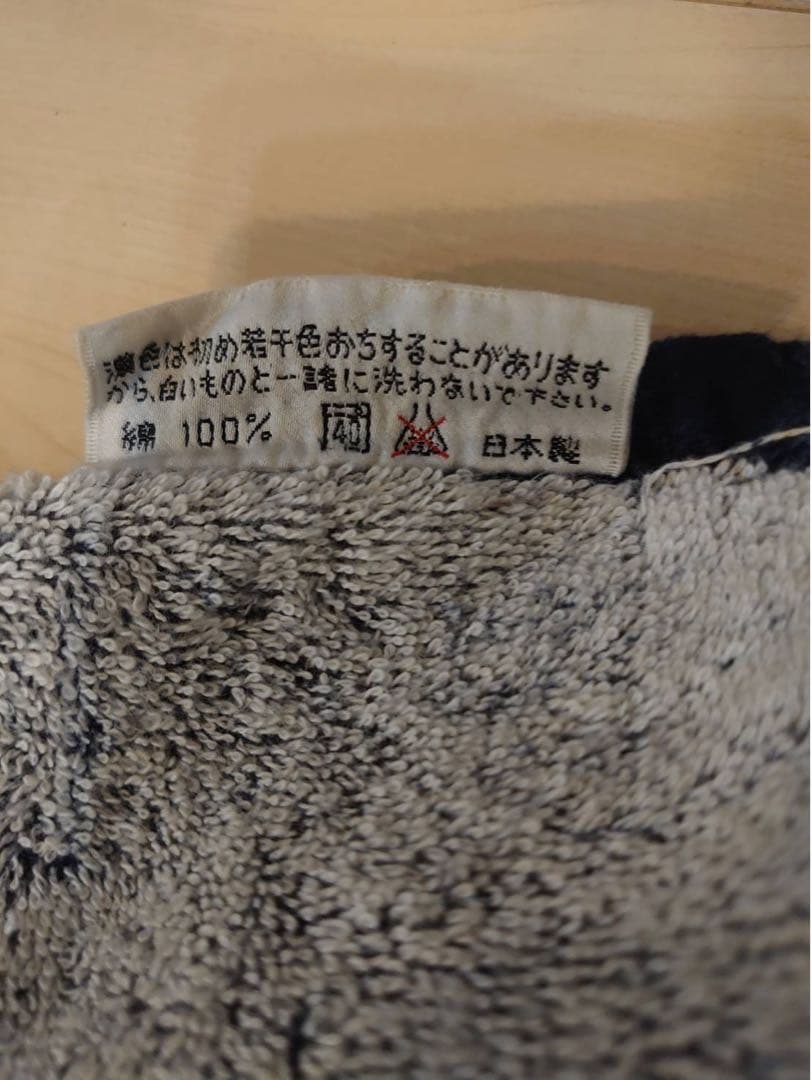 濃色は初め若干色おちすることがあります
から、白いものと一諸に洗わないで下さい。
綿 100% 40 日本製